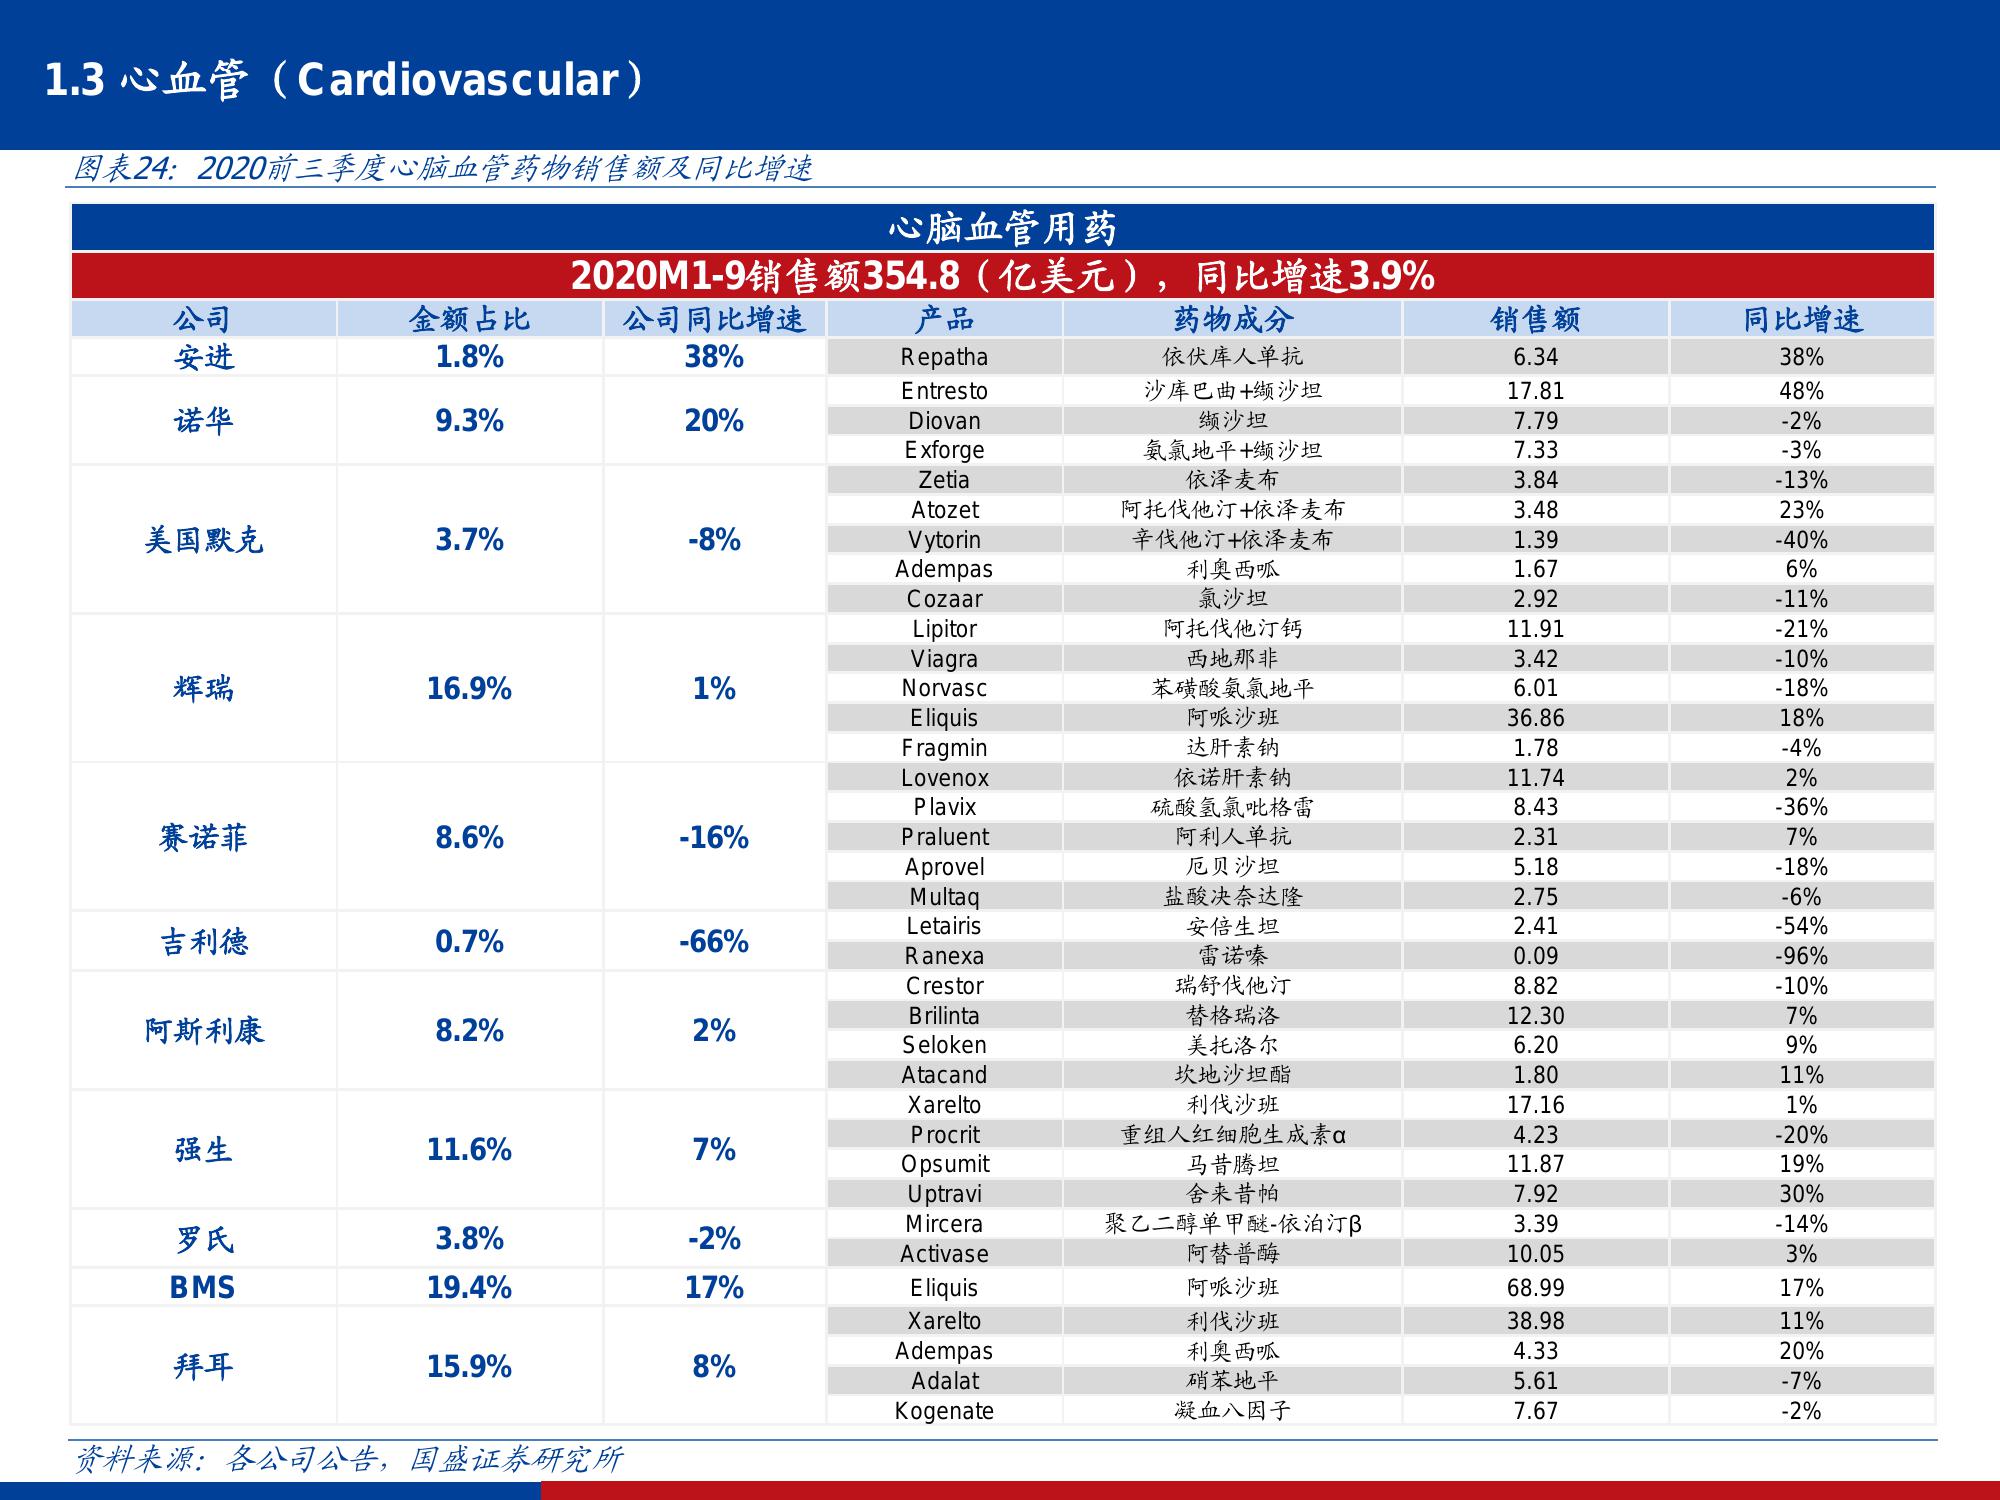 1.3 心血管（Cardiovascular）
图表24：2020前三季度心脑血管药物销售额及同比增速
心脑血管用药
2020M1-9销售额354.8（亿美元），同比增速3.9%
公司 金额占比 公司同比增速 产品 药物成分 销售额 同比增速
安进 1.8% 38% Repatha 依伏库人单抗 6.34 38%
诺华 9.3% 20% Entresto 沙库巴曲+缬沙坦 17.81 48%
Diovan 缬沙坦 7.79 -2%
Exforge 氨氯地平+缬沙坦 7.33 -3%
美国默克 3.7% -8% Zetia 依泽麦布 3.84 -13%
Atozet 阿托伐他汀+依泽麦布 3.48 23%
Vytorin 辛伐他汀+依泽麦布 1.39 -40%
Adempas 利奥西呱 1.67 6%
Cozaar 氯沙坦 2.92 -11%
辉瑞 16.9% 1% Lipitor 阿托伐他汀钙 11.91 -21%
Viagra 西地那非 3.42 -10%
Norvasc 苯磺酸氨氯地平 6.01 -18%
Eliquis 阿哌沙班 36.86 18%
Fragmin 达肝素钠 1.78 -4%
赛诺菲 8.6% -16% Lovenox 依诺肝素钠 11.74 2%
Plavix 硫酸氢氯吡格雷 8.43 -36%
Praluent 阿利人单抗 2.31 7%
Aprovel 厄贝沙坦 5.18 -18%
Multaq 盐酸决奈达隆 2.75 -6%
吉利德 0.7% -66% Letairis 安倍生坦 2.41 -54%
Ranexa 雷诺嗪 0.09 -96%
阿斯利康 8.2% 2% Crestor 瑞舒伐他汀 8.82 -10%
Brilinta 替格瑞洛 12.30 7%
Seloken 美托洛尔 6.20 9%
Atacand 坎地沙坦酯 1.80 11%
强生 11.6% 7% Xarelto 利伐沙班 17.16 1%
Procrit 重组人红细胞生成素α 4.23 -20%
Opsumit 马昔腾坦 11.87 19%
Uptravi 舍来昔帕 7.92 30%
罗氏 3.8% -2% Mircera 聚乙二醇单甲醚-依泊汀β 3.39 -14%
Activase 阿替普酶 10.05 3%
BMS 19.4% 17% Eliquis 阿哌沙班 68.99 17%
拜耳 15.9% 8% Xarelto 利伐沙班 38.98 11%
Adempas 利奥西呱 4.33 20%
Adalat 硝苯地平 5.61 -7%
Kogenate 凝血八因子 7.67 -2%
资料来源：各公司公告，国盛证券研究所